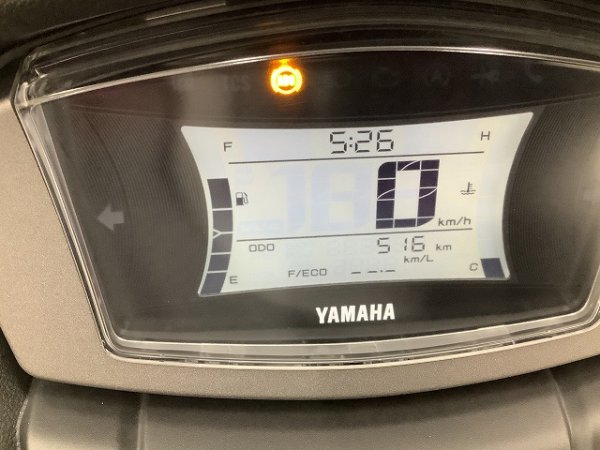 F 5:26 H
0 km/h
ODO 516 km
km/L
E F/ECO --.- C
YAMAHA